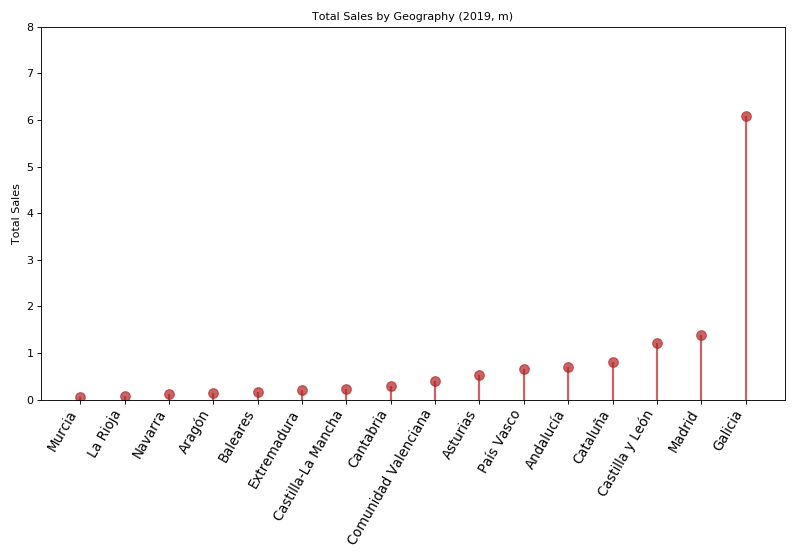 Total Sales by Geography (2019, m)
Total Sales
8
7
6
5
4
3
2
1
0
Murcia
La Rioja
Navarra
Aragón
Baleares
Extremadura
Castilla-La Mancha
Cantabria
Comunidad Valenciana
Asturias
País Vasco
Andalucía
Cataluña
Castilla y León
Madrid
Galicia